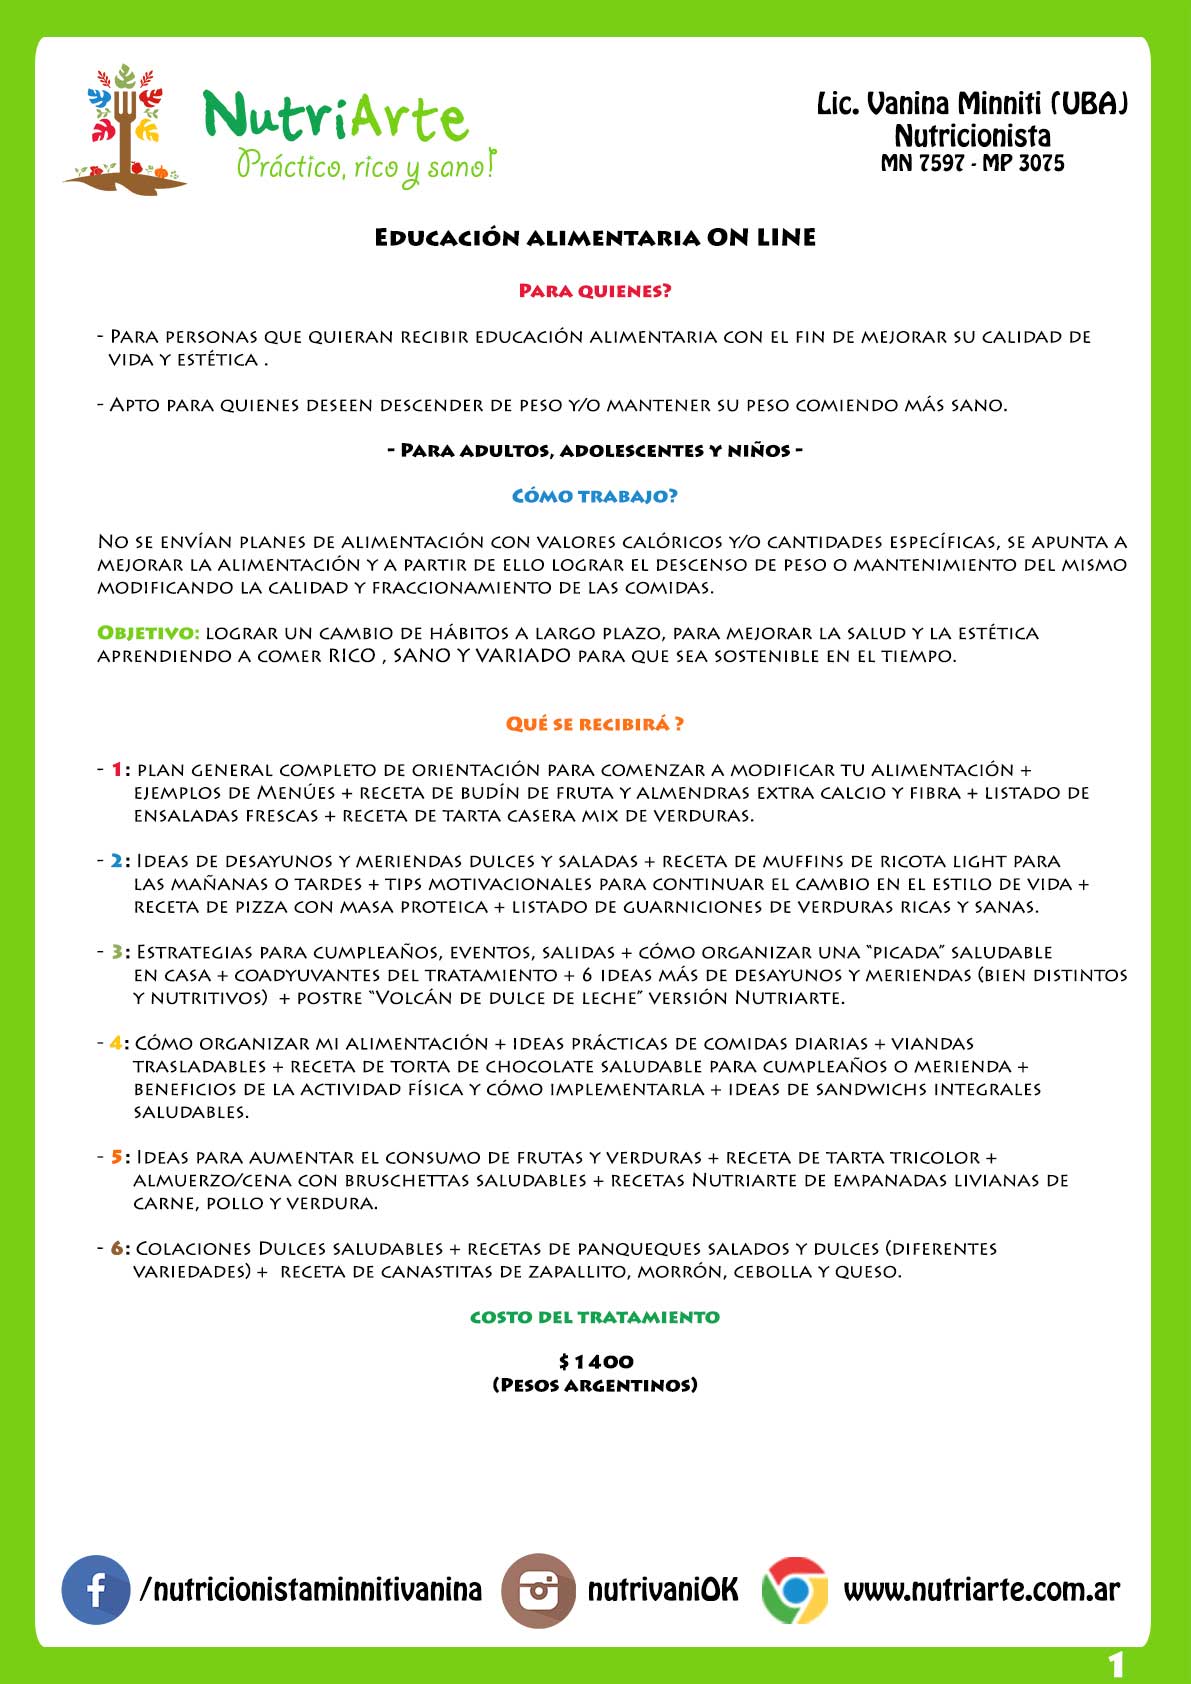 NutriArte
Práctico, rico y sano!
Lic. Vanina Minniti (UBA)
Nutricionista
MN 7597 - MP 3075
Educación alimentaria ON LINE
Para quienes?
- Para personas que quieran recibir educación alimentaria con el fin de mejorar su calidad de
vida y estética .
- Apto para quienes deseen descender de peso y/o mantener su peso comiendo más sano.
- Para adultos, adolescentes y niños -
Cómo trabajo?
No se envían planes de alimentación con valores calóricos y/o cantidades específicas, se apunta a
mejorar la alimentación y a partir de ello lograr el descenso de peso o mantenimiento del mismo
modificando la calidad y fraccionamiento de las comidas.
Objetivo: lograr un cambio de hábitos a largo plazo, para mejorar la salud y la estética
aprendiendo a comer RICO , SANO Y VARIADO para que sea sostenible en el tiempo.
Qué se recibirá ?
- 1: plan general completo de orientación para comenzar a modificar tu alimentación +
ejemplos de Menúes + receta de budín de fruta y almendras extra calcio y fibra + listado de
ensaladas frescas + receta de tarta casera mix de verduras.
- 2: Ideas de desayunos y meriendas dulces y saladas + receta de muffins de ricota light para
las mañanas o tardes + tips motivacionales para continuar el cambio en el estilo de vida +
receta de pizza con masa proteica + listado de guarniciones de verduras ricas y sanas.
- 3: Estrategias para cumpleaños, eventos, salidas + cómo organizar una “picada” saludable
en casa + coadyuvantes del tratamiento + 6 ideas más de desayunos y meriendas (bien distintos
y nutritivos) + postre “Volcán de dulce de leche” versión Nutriarte.
- 4: Cómo organizar mi alimentación + ideas prácticas de comidas diarias + viandas
trasladables + receta de torta de chocolate saludable para cumpleaños o merienda +
beneficios de la actividad física y cómo implementarla + ideas de sandwichs integrales
saludables.
- 5: Ideas para aumentar el consumo de frutas y verduras + receta de tarta tricolor +
almuerzo/cena con bruschettas saludables + recetas Nutriarte de empanadas livianas de
carne, pollo y verdura.
- 6: Colaciones Dulces saludables + recetas de panqueques salados y dulces (diferentes
variedades) + receta de canastitas de zapallito, morrón, cebolla y queso.
costo del tratamiento
$ 1400
(Pesos argentinos)
/nutricionistaminnitivanina
nutrivaniOK
www.nutriarte.com.ar
1